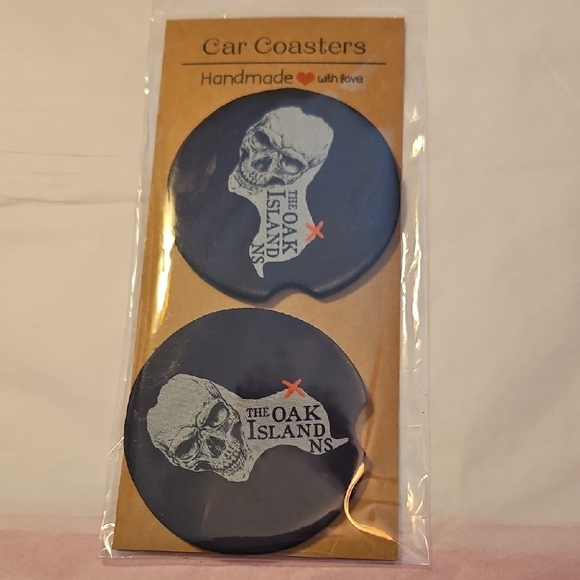 Car Coasters
Handmade ❤ with love
THE OAK
ISLAND
NS
THE OAK
ISLAND
NS